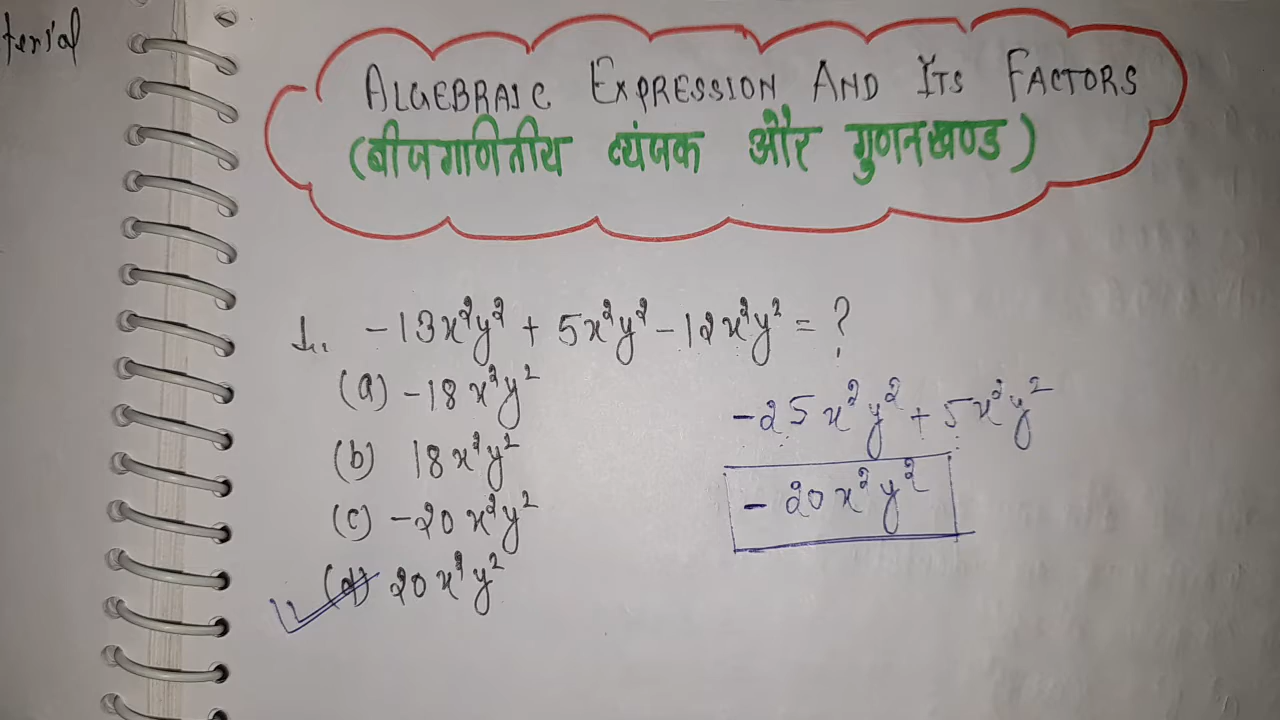 terial
ALGEBRAIC EXPRESSION AND ITS FACTORS
(बीजगणितीय व्यंजक और गुणनखण्ड)
1. -13x²y² + 5x²y² - 12x²y² = ?
(a) -18x²y²
(b) 18x²y²
(c) -20x²y²
(d) 20x²y²
-25x²y² + 5x²y²
-20x²y²